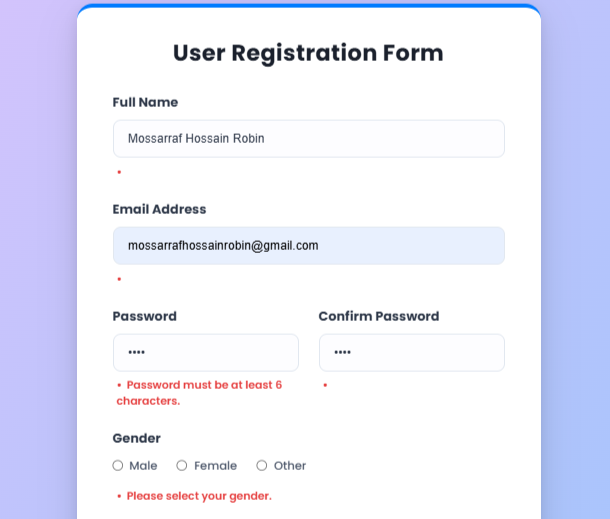 User Registration Form
Full Name
Mossarraf Hossain Robin
•
Email Address
mossarrafhossainrobin@gmail.com
•
Password Confirm Password
•••• ••••
• Password must be at least 6 •
characters.
Gender
Male Female Other
• Please select your gender.